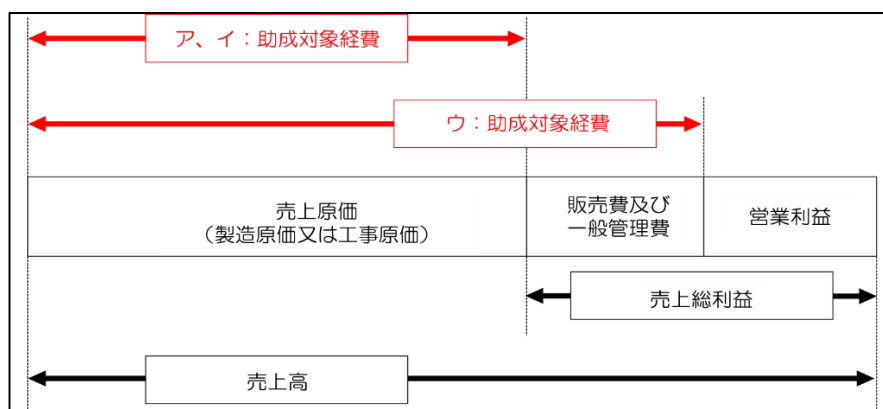 ア、イ：助成対象経費
ウ：助成対象経費
売上原価
（製造原価又は工事原価）
販売費及び
一般管理費
営業利益
売上総利益
売上高